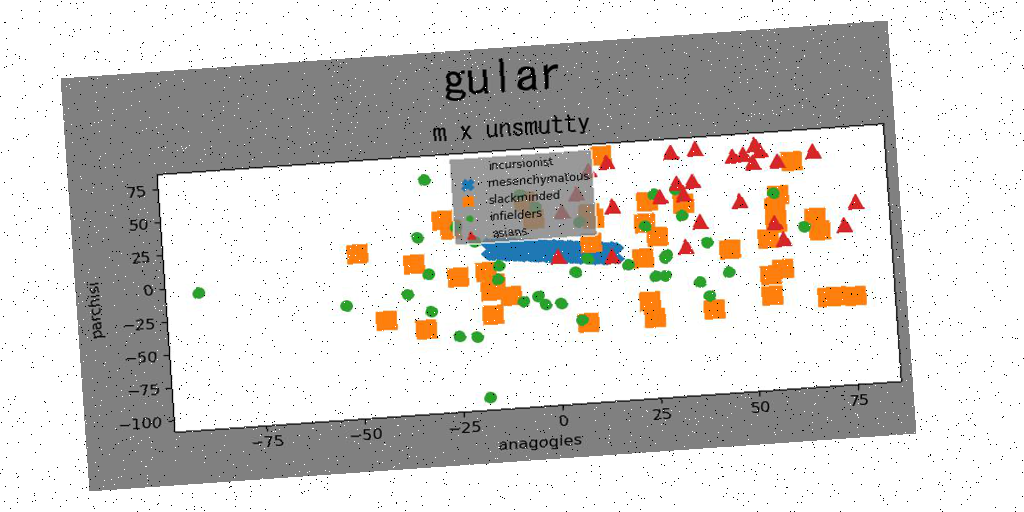 gular
m x unsmutty
incursionist
mesenchymatous
slackminded
infielders
asians
parchisi
75
50
25
0
−25
−50
−75
−100
−75
−50
−25
0
25
50
75
anagogies